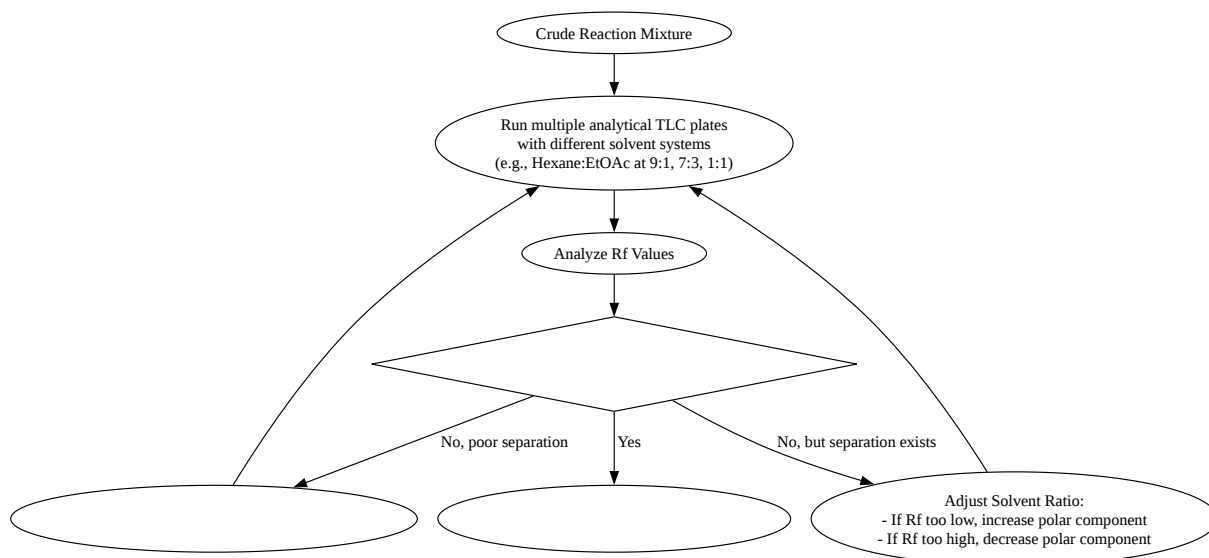 Crude Reaction Mixture
Run multiple analytical TLC plates
with different solvent systems
(e.g., Hexane:EtOAc at 9:1, 7:3, 1:1)
Analyze Rf Values
No, poor separation
Yes
No, but separation exists
Adjust Solvent Ratio:
- If Rf too low, increase polar component
- If Rf too high, decrease polar component